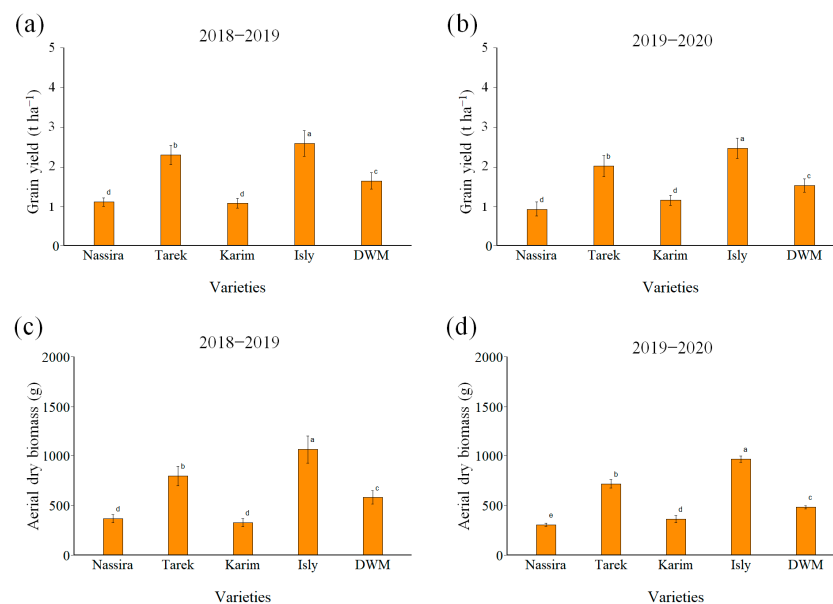 (a)
2018−2019
Grain yield (t ha⁻¹)
5
4
3
2
1
0
d
b
d
a
c
Nassira Tarek Karim Isly DWM
Varieties
(b)
2019−2020
Grain yield (t ha⁻¹)
5
4
3
2
1
0
d
b
d
a
c
Nassira Tarek Karim Isly DWM
Varieties
(c)
2018−2019
Aerial dry biomass (g)
2000
1500
1000
500
0
d
b
d
a
c
Nassira Tarek Karim Isly DWM
Varieties
(d)
2019−2020
Aerial dry biomass (g)
2000
1500
1000
500
0
e
b
d
a
c
Nassira Tarek Karim Isly DWM
Varieties